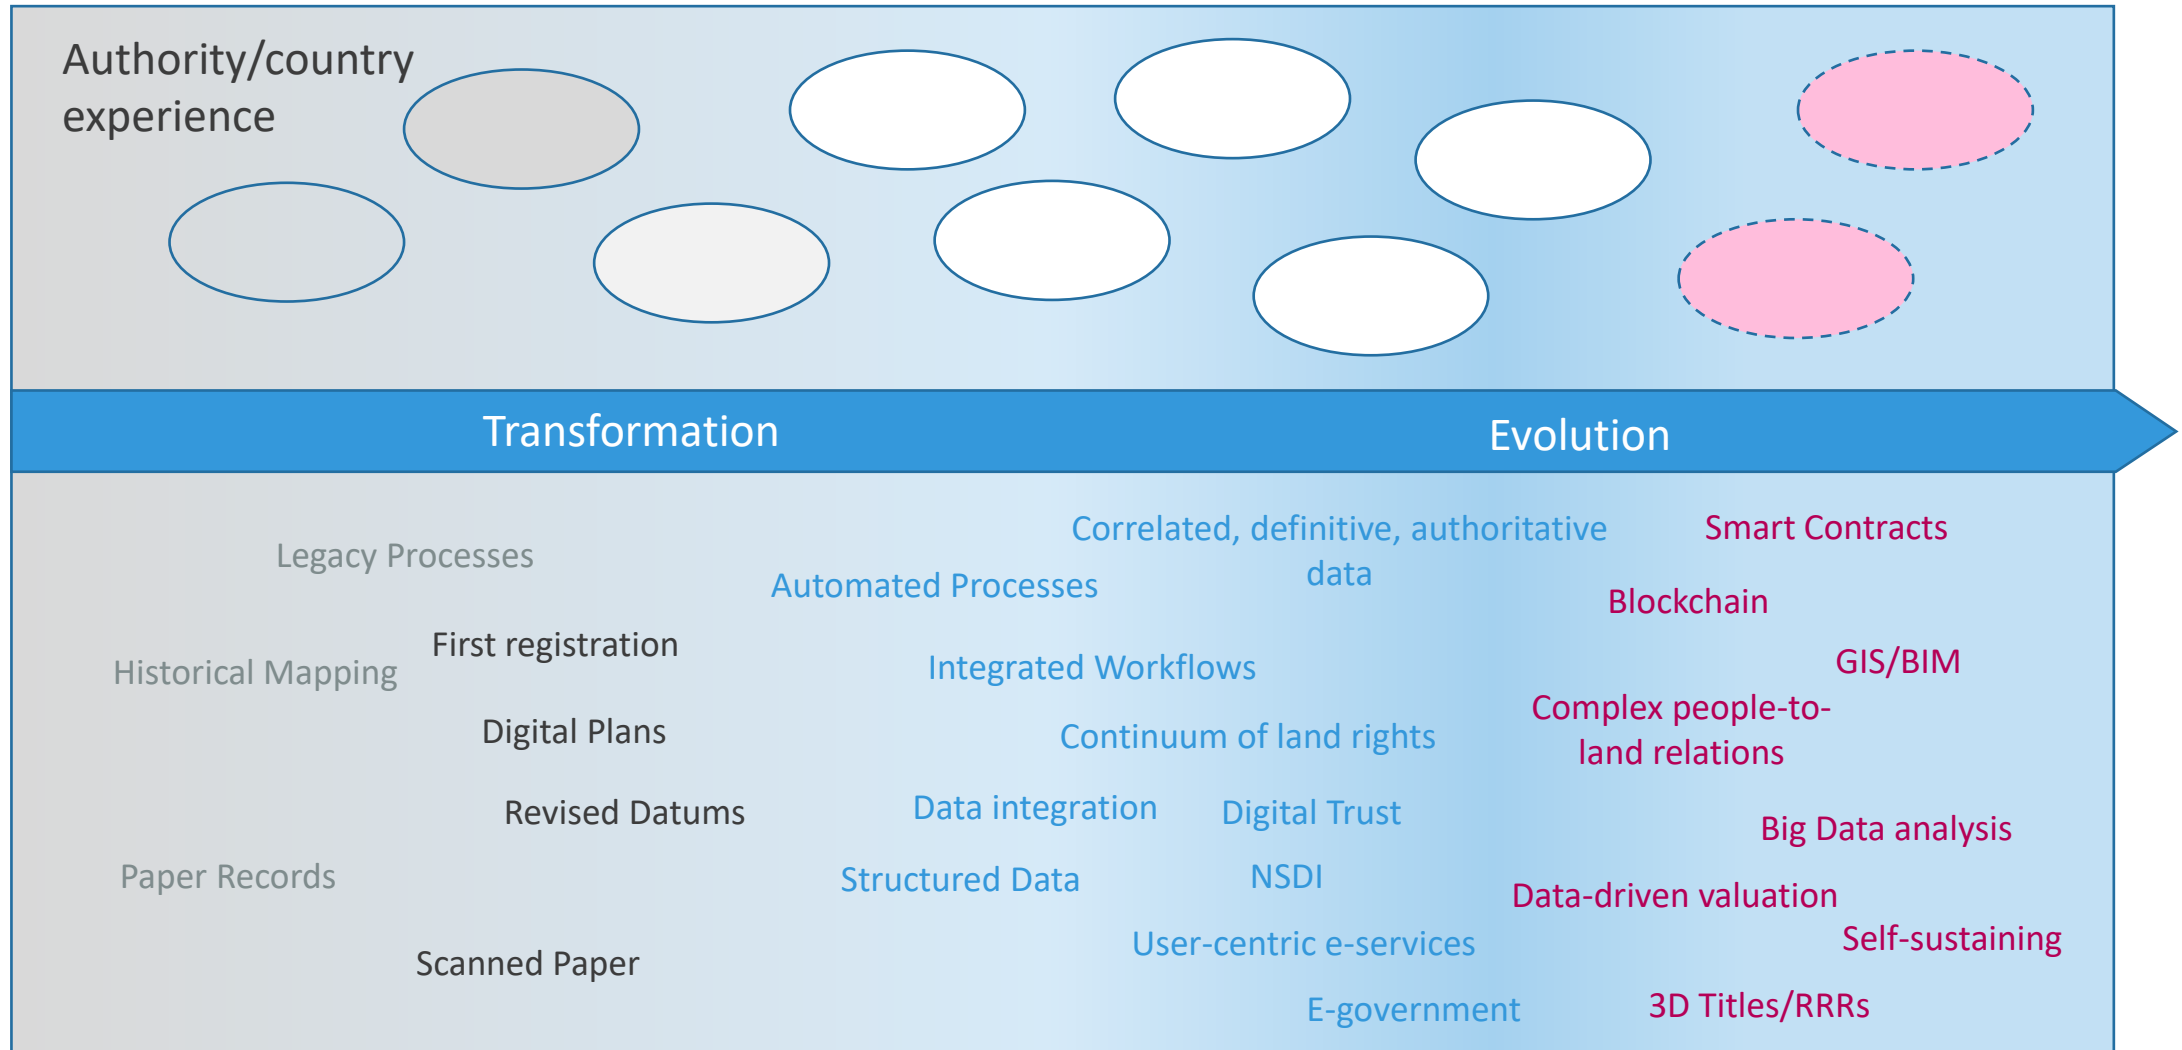 Authority/country
experience
Transformation
Evolution
Correlated, definitive, authoritative
data
Smart Contracts
Legacy Processes
Automated Processes
Blockchain
First registration
Historical Mapping
Integrated Workflows
GIS/BIM
Complex people-to-
land relations
Digital Plans
Continuum of land rights
Revised Datums
Data integration
Digital Trust
Big Data analysis
Paper Records
Structured Data
NSDI
Data-driven valuation
User-centric e-services
Self-sustaining
Scanned Paper
E-government
3D Titles/RRRs